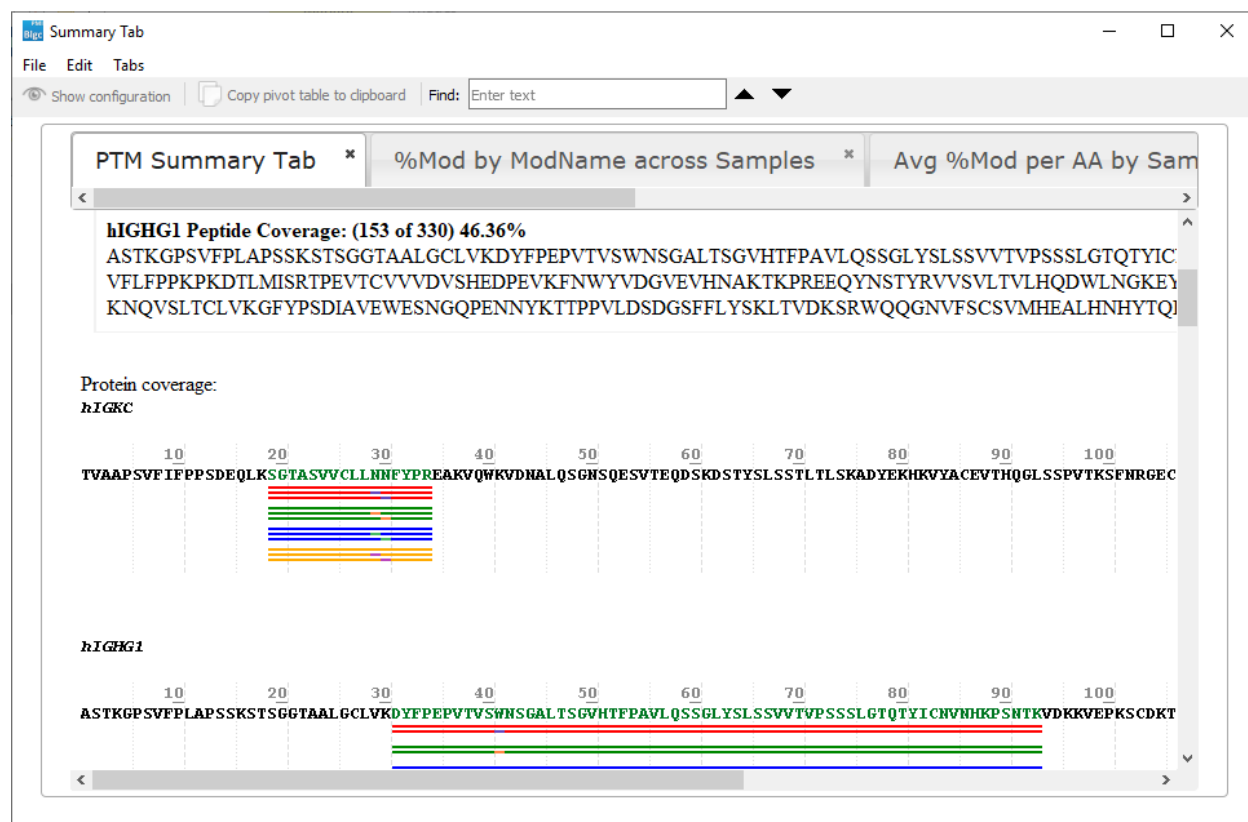 PMI
Blgc
Summary Tab
File Edit Tabs
Show configuration Copy pivot table to clipboard Find: Enter text
PTM Summary Tab %Mod by ModName across Samples Avg %Mod per AA by Sam
hIGHG1 Peptide Coverage: (153 of 330) 46.36%
ASTKGPSVFPLAPSSKSTSGGTAALGCLVKDYFPEPVTVSWNSGALTSGVHTFPAVLQSSGLYSLSSVVTVPSSSLGTQTYIC
VFLFPPKPKDTLMISRTPEVTCVVVDVSHEDPEVKFNWYVDGVEVHNAKTKPREEQYNSTYRVVSVLTVLHQDWLNGKEY
KNQVSLTCLVKGFYPSDIAVEWESNGQPENNYKTTPPVLDSDGSFFLYSKLTVDKSRWQQGNVFSCSVMHEALHNHYTQ
Protein coverage:
hIGKC
10 20 30 40 50 60 70 80 90 100
TVAAPSVFIFPPSDEQLKSGTASVVCLLNNFYPREAKVQWKVDNALQSGNSQESVTEQDSKDSTYSLSSTLTLSKADYEKHKVYACEVTHQGLSSPVTKSFNRGEC
hIGHG1
10 20 30 40 50 60 70 80 90 100
ASTKGPSVFPLAPSSKSTSGGTAALGCLVKDYFPEPVTVSWNSGALTSGVHTFPAVLQSSGLYSLSSVVTVPSSSLGTQTYICNVNHKPSNTKVDKKVEPKSCDKT